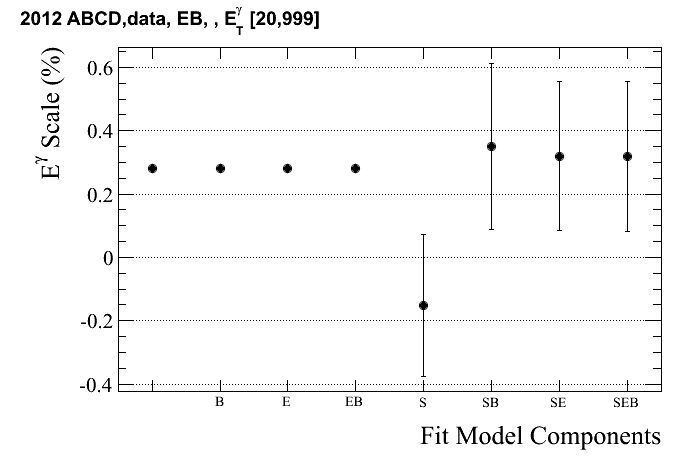 2012 ABCD,data, EB, , E_T^γ [20,999]
E^γ Scale (%)
0.6
0.4
0.2
0
-0.2
-0.4
B E EB S SB SE SEB
Fit Model Components